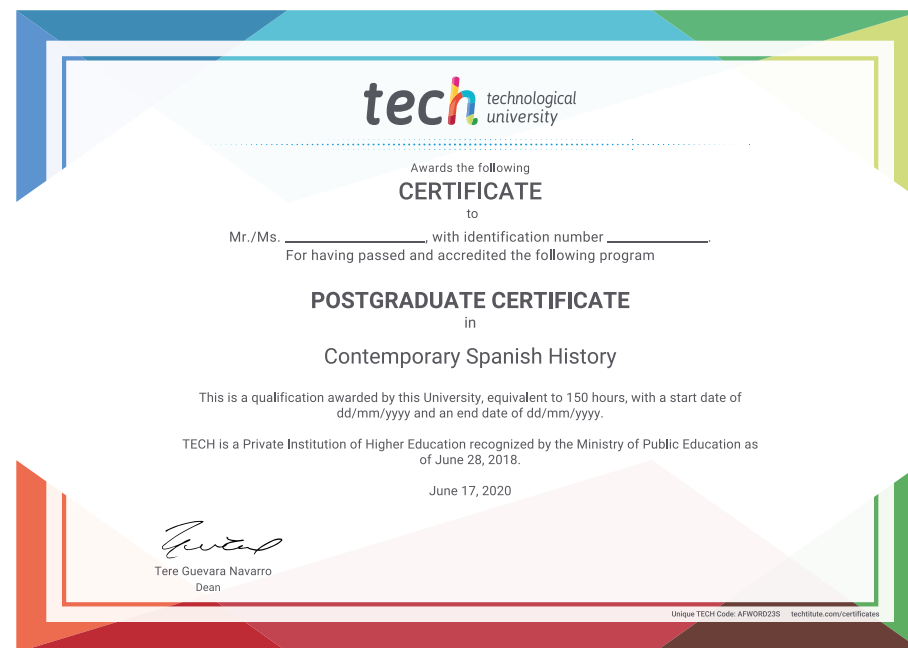 tech technological
university
Awards the following
CERTIFICATE
to
Mr./Ms. ____________________, with identification number ______________.
For having passed and accredited the following program
POSTGRADUATE CERTIFICATE
in
Contemporary Spanish History
This is a qualification awarded by this University, equivalent to 150 hours, with a start date of
dd/mm/yyyy and an end date of dd/mm/yyyy.
TECH is a Private Institution of Higher Education recognized by the Ministry of Public Education as
of June 28, 2018.
June 17, 2020
Tere Guevara Navarro
Dean
Unique TECH Code: AFWORD23S techtitute.com/certificates